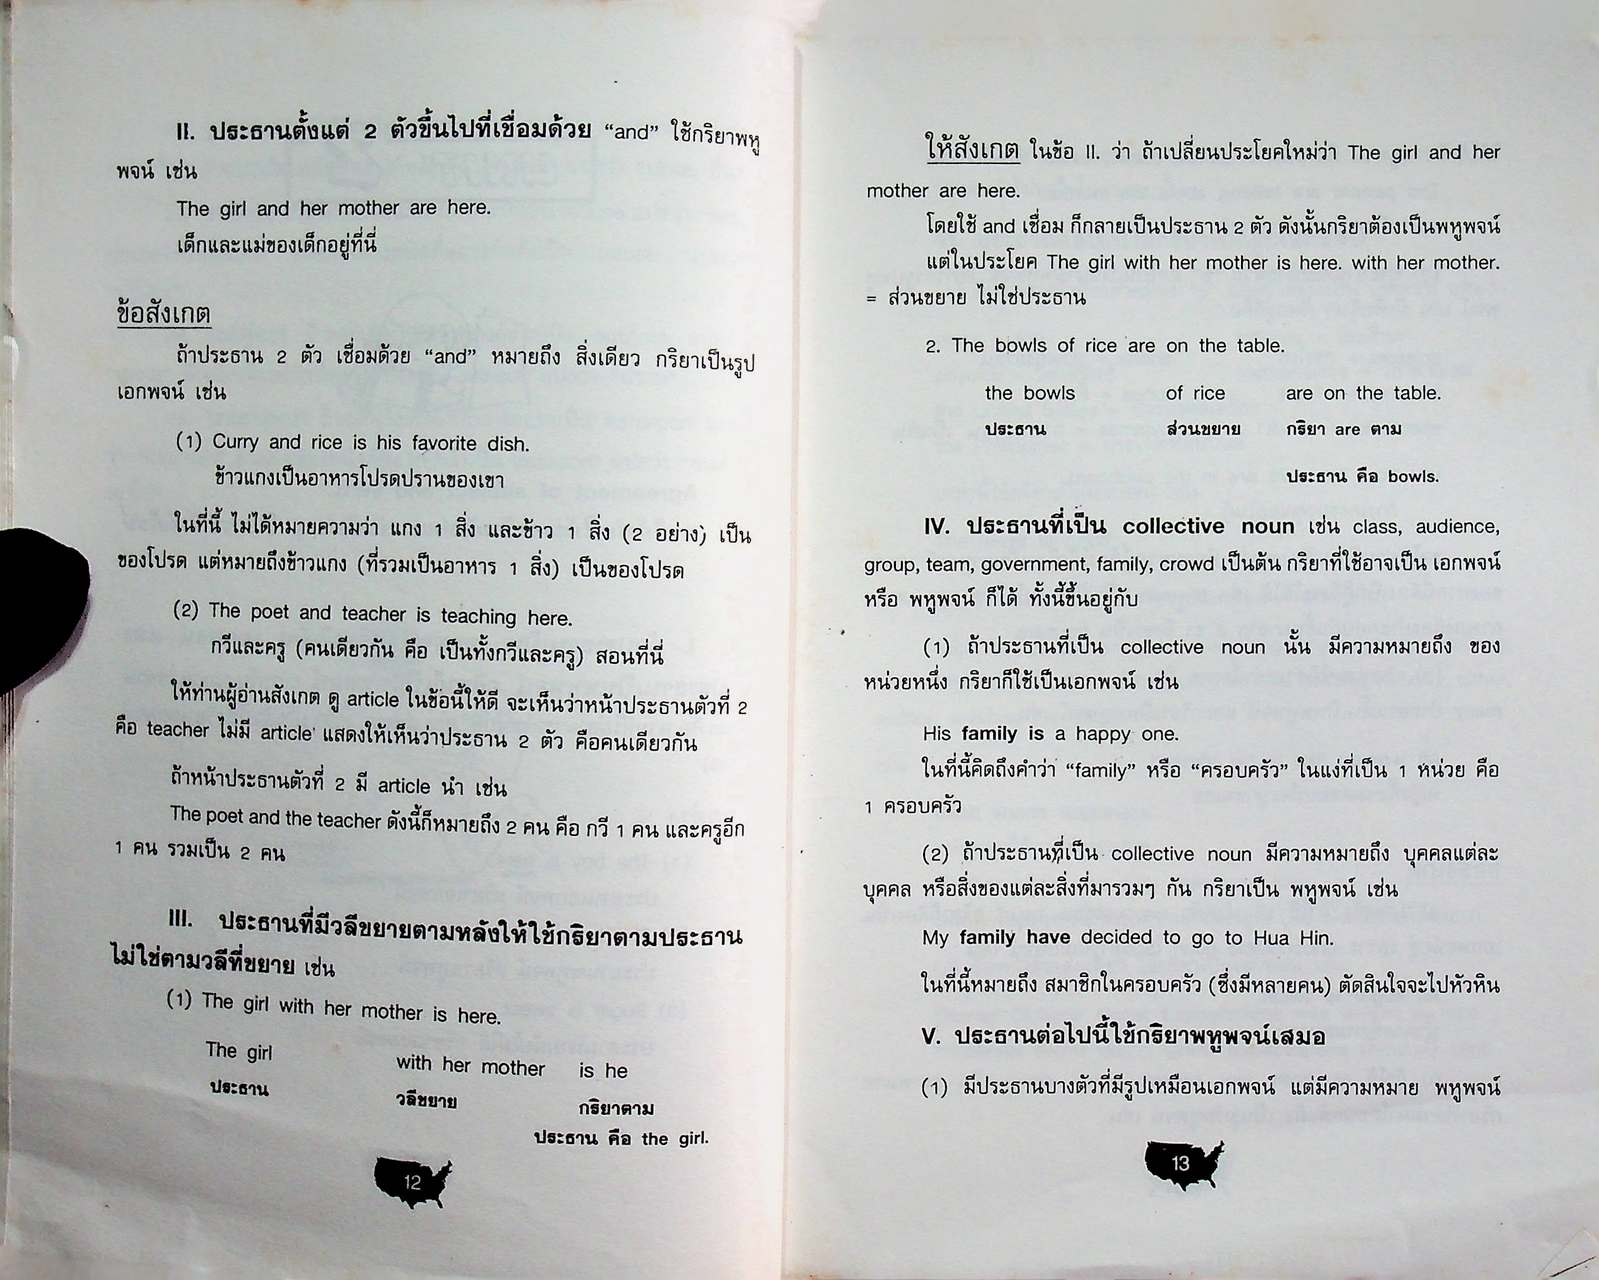 II. ประธานตั้งแต่ 2 ตัวขึ้นไปที่เชื่อมด้วย “and” ใช้กริยาพหู
พจน์ เช่น
The girl and her mother are here.
เด็กและแม่ของเด็กอยู่ที่นี่
ข้อสังเกต
ถ้าประธาน 2 ตัว เชื่อมด้วย “and” หมายถึง สิ่งเดียว กริยาเป็นรูป
เอกพจน์ เช่น
(1) Curry and rice is his favorite dish.
ข้าวแกงเป็นอาหารโปรดปรานของเขา
ในที่นี้ ไม่ได้หมายความว่า แกง 1 สิ่ง และข้าว 1 สิ่ง (2 อย่าง) เป็น
ของโปรด แต่หมายถึงข้าวแกง (ที่รวมเป็นอาหาร 1 สิ่ง) เป็นของโปรด
(2) The poet and teacher is teaching here.
กวีและครู (คนเดียวกัน คือ เป็นทั้งกวีและครู) สอนที่นี่
ให้ท่านผู้อ่านสังเกต ดู article ในข้อนี้ให้ดี จะเห็นว่าหน้าประธานตัวที่ 2
คือ teacher ไม่มี article แสดงให้เห็นว่าประธาน 2 ตัว คือคนเดียวกัน
ถ้าหน้าประธานตัวที่ 2 มี article นำ เช่น
The poet and the teacher ดังนี้ก็หมายถึง 2 คน คือ กวี 1 คน และครูอีก
1 คน รวมเป็น 2 คน
III. ประธานที่มีวลีขยายตามหลังให้ใช้กริยาตามประธาน
ไม่ใช่ตามวลีที่ขยาย เช่น
(1) The girl with her mother is here.
The girl with her mother is he
ประธาน วลีขยาย กริยาตาม
ประธาน คือ the girl.
12
ให้สังเกต ในข้อ II. ว่า ถ้าเปลี่ยนประโยคใหม่ว่า The girl and her
mother are here.
โดยใช้ and เชื่อม ก็กลายเป็นประธาน 2 ตัว ดังนั้นกริยาต้องเป็นพหูพจน์
แต่ในประโยค The girl with her mother is here. with her mother.
= ส่วนขยาย ไม่ใช่ประธาน
2. The bowls of rice are on the table.
the bowls of rice are on the table.
ประธาน ส่วนขยาย กริยา are ตาม
ประธาน คือ bowls.
IV. ประธานที่เป็น collective noun เช่น class, audience,
group, team, government, family, crowd เป็นต้น กริยาที่ใช้อาจเป็น เอกพจน์
หรือ พหูพจน์ ก็ได้ ทั้งนี้ขึ้นอยู่กับ
(1) ถ้าประธานที่เป็น collective noun นั้น มีความหมายถึง ของ
หน่วยหนึ่ง กริยาก็ใช้เป็นเอกพจน์ เช่น
His family is a happy one.
ในที่นี้คิดถึงคำว่า “family” หรือ “ครอบครัว” ในแง่ที่เป็น 1 หน่วย คือ
1 ครอบครัว
(2) ถ้าประธานที่เป็น collective noun มีความหมายถึง บุคคลแต่ละ
บุคคล หรือสิ่งของแต่ละสิ่งที่มารวมๆ กัน กริยาเป็น พหูพจน์ เช่น
My family have decided to go to Hua Hin.
ในที่นี้หมายถึง สมาชิกในครอบครัว (ซึ่งมีหลายคน) ตัดสินใจจะไปหัวหิน
V. ประธานต่อไปนี้ใช้กริยาพหูพจน์เสมอ
(1) มีประธานบางตัวที่มีรูปเหมือนเอกพจน์ แต่มีความหมาย พหูพจน์
13